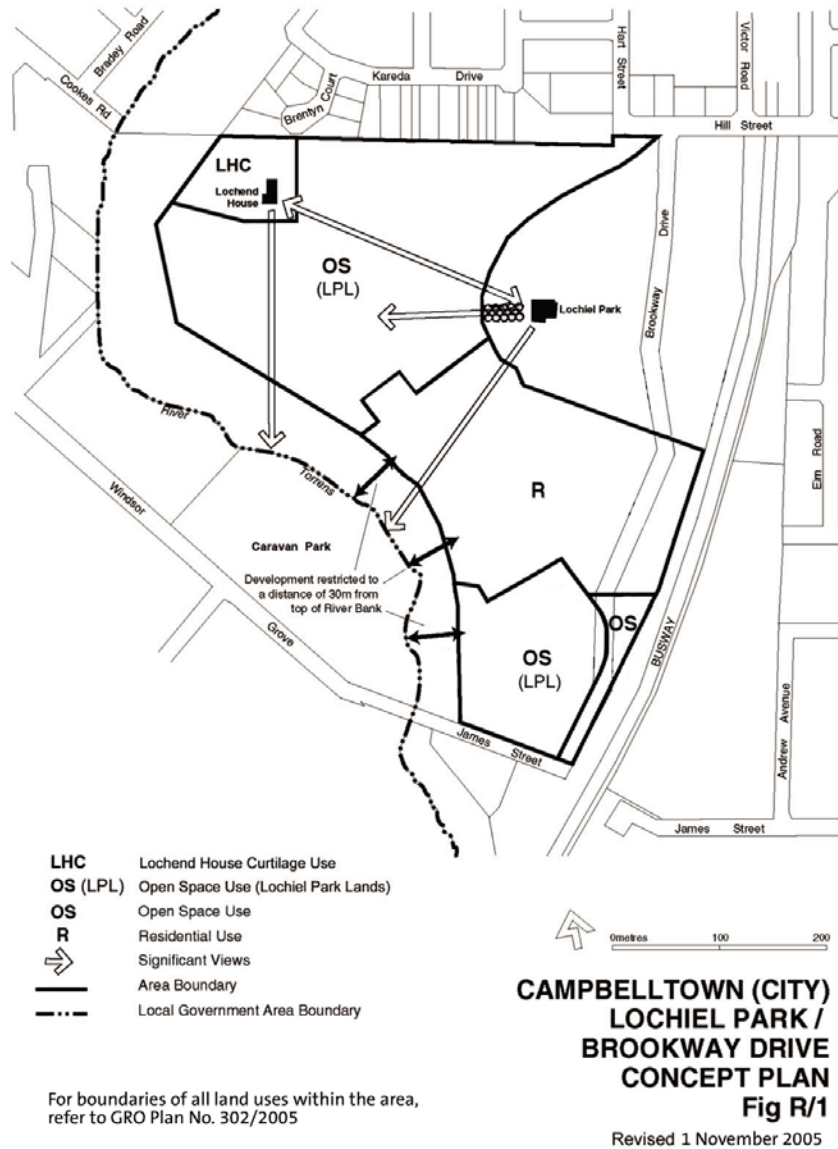 Bradey Road
Cookes Rd
Brentyn Court
Kareda Drive
Hart Street
Victor Road
Hill Street
LHC
Lochend
House
OS
(LPL)
Lochiel Park
Brookway Drive
River Torrens
Windsor Grove
Elm Road
R
Caravan Park
Development restricted to
a distance of 30m from
top of River Bank
OS
(LPL)
OS
BUSWAY
James Street
Andrew Avenue
James Street
LHC Lochend House Curtilage Use
OS (LPL) Open Space Use (Lochiel Park Lands)
OS Open Space Use
R Residential Use
Significant Views
Area Boundary
Local Government Area Boundary
0metres 100 200
CAMPBELLTOWN (CITY)
LOCHIEL PARK /
BROOKWAY DRIVE
CONCEPT PLAN
Fig R/1
Revised 1 November 2005
For boundaries of all land uses within the area,
refer to GRO Plan No. 302/2005